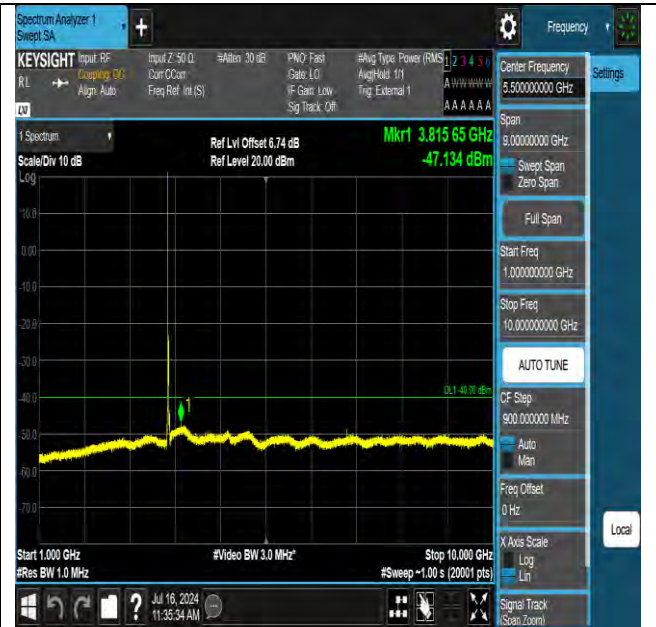 Spectrum Analyzer 1
Swept SA
+
Frequency
KEYSIGHT
RL
LXI
Input: RF
Coupling: DC
Align: Auto
Input Z: 50 Ω
Corr CCorr
Freq Ref: Int (S)
#Atten: 30 dB
PNO: Fast
Gate: LO
IF Gain: Low
Sig Track: Off
#Avg Type: Power (RMS
Avg|Hold: 1/1
Trig: External 1
1 2 3 4 5 6
A W W W W W
A A A A A A
1 Spectrum
Scale/Div 10 dB
Ref Lvl Offset 6.74 dB
Ref Level 20.00 dBm
Mkr1 3.815 65 GHz
-47.134 dBm
Log
10.0
0.00
-10.0
-20.0
-30.0
-40.0
-50.0
-60.0
-70.0
1
DL1 -40.00 dBm
Start 1.000 GHz
#Res BW 1.0 MHz
#Video BW 3.0 MHz*
Stop 10.000 GHz
#Sweep ~1.00 s (20001 pts)
Jul 16, 2024
11:35:34 AM
Center Frequency
5.500000000 GHz
Settings
Span
9.00000000 GHz
Swept Span
Zero Span
Full Span
Start Freq
1.000000000 GHz
Stop Freq
10.000000000 GHz
AUTO TUNE
CF Step
900.000000 MHz
Auto
Man
Freq Offset
0 Hz
X Axis Scale
Log
Lin
Signal Track
(Span Zoom)
Local